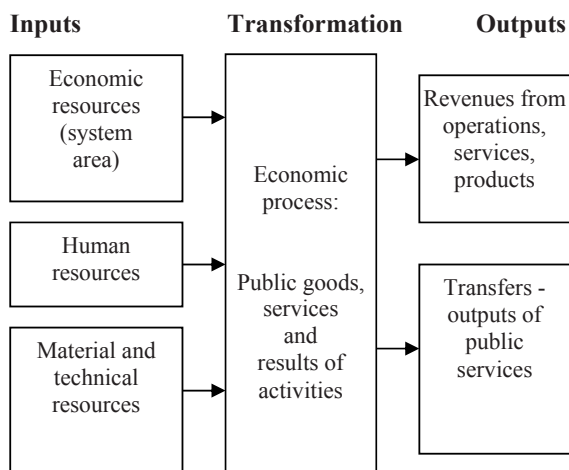 Inputs
Transformation
Outputs
Economic
resources
(system
area)
Human
resources
Material and
technical
resources
Economic
process:
Public goods,
services
and
results of
activities
Revenues from
operations,
services,
products
Transfers -
outputs of
public
services